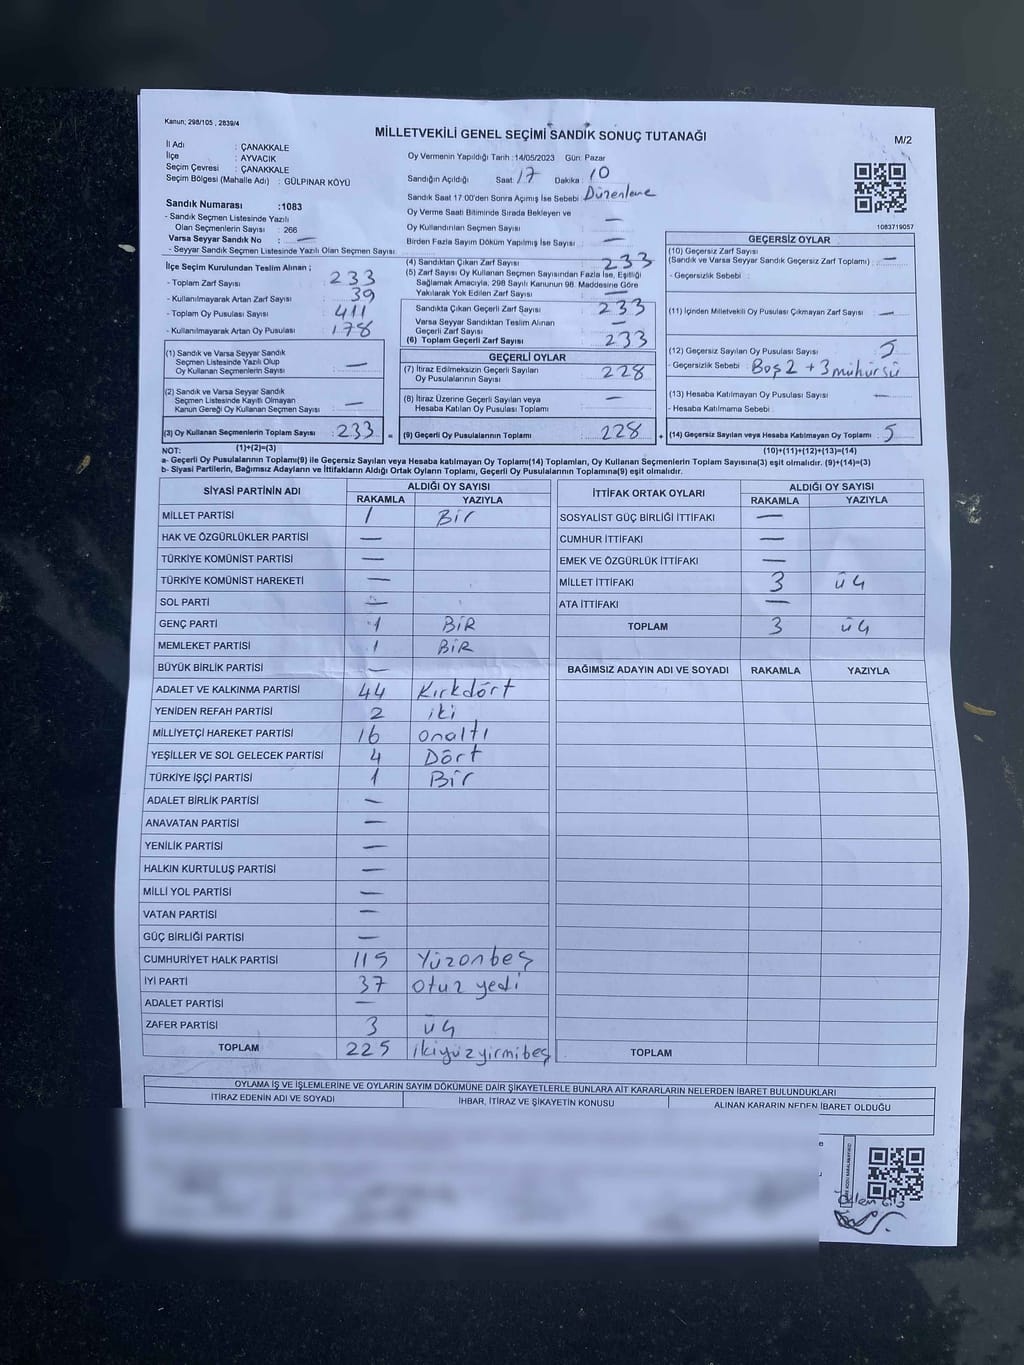 Kanun; 298/105 , 2839/4
MİLLETVEKİLİ GENEL SEÇİMİ SANDIK SONUÇ TUTANAĞI
M/2
İl Adı : ÇANAKKALE
İlçe : AYVACIK
Seçim Çevresi : ÇANAKKALE
Seçim Bölgesi (Mahalle Adı) : GÜLPINAR KÖYÜ
Sandık Numarası :1083
- Sandık Seçmen Listesinde Yazılı
Olan Seçmenlerin Sayısı : 266
Varsa Seyyar Sandık No : —
- Seyyar Sandık Seçmen Listesinde Yazılı Olan Seçmen Sayısı
Oy Vermenin Yapıldığı Tarih :14/05/2023 Gün: Pazar
Sandığın Açıldığı Saat: 17 Dakika : 10
Sandık Saat 17:00'den Sonra Açımış İse Sebebi : Düzenleme
Oy Verme Saati Bitiminde Sırada Bekleyen ve —
Oy Kullandırılan Seçmen Sayısı
Birden Fazla Sayım Döküm Yapılmış İse Sayısı : —
1083719057
İlçe Seçim Kurulundan Teslim Alınan ;
- Toplam Zarf Sayısı : 233
- Kullanılmayarak Artan Zarf Sayısı : 39
- Toplam Oy Pusulası Sayısı : 411
- Kullanılmayarak Artan Oy Pusulası : 178
(1) Sandık ve Varsa Seyyar Sandık
Seçmen Listesinde Yazılı Olup
Oy Kullanan Seçmenlerin Sayısı : —
(2) Sandık ve Varsa Seyyar Sandık
Seçmen Listesinde Kayıtlı Olmayan
Kanun Gereği Oy Kullanan Seçmen Sayısı : —
(3) Oy Kullanan Seçmenlerin Toplam Sayısı : 233 =
(4) Sandıktan Çıkan Zarf Sayısı : 233
(5) Zarf Sayısı Oy Kullanan Seçmen Sayısından Fazla İse, Eşitliği
Sağlamak Amacıyla, 298 Sayılı Kanunun 98. Maddesine Göre
Yakılarak Yok Edilen Zarf Sayısı : —
Sandıkta Çıkan Geçerli Zarf Sayısı : 233
Varsa Seyyar Sandıktan Teslim Alınan
Geçerli Zarf Sayısı : —
(6) Toplam Geçerli Zarf Sayısı : 233
GEÇERLİ OYLAR
(7) İtiraz Edilmeksizin Geçerli Sayılan
Oy Pusulalarının Sayısı : 228
(8) İtiraz Üzerine Geçerli Sayılan veya
Hesaba Katılan Oy Pusulası Toplamı : —
(9) Geçerli Oy Pusulalarının Toplamı : 228 +
GEÇERSİZ OYLAR
(10) Geçersiz Zarf Sayısı
(Sandık ve Varsa Seyyar Sandık Geçersiz Zarf Toplamı) : —
- Geçersizlik Sebebi :
(11) İçinden Milletvekili Oy Pusulası Çıkmayan Zarf Sayısı : —
(12) Geçersiz Sayılan Oy Pusulası Sayısı : 5
- Geçersizlik Sebebi : Boş 2 + 3 mühürsü
(13) Hesaba Katılmayan Oy Pusulası Sayısı : —
- Hesaba Katılmama Sebebi :
(14) Geçersiz Sayılan veya Hesaba Katılmayan Oy Toplamı : 5
NOT:
(1)+(2)=(3)
(10)+(11)+(12)+(13)=(14)
a- Geçerli Oy Pusulalarının Toplamı(9) ile Geçersiz Sayılan veya Hesaba katılmayan Oy Toplamı(14) Toplamları, Oy Kullanan Seçmenlerin Toplam Sayısına(3) eşit olmalıdır. (9)+(14)=(3)
b- Siyasi Partilerin, Bağımsız Adayların ve İttifakların Aldığı Ortak Oyların Toplamı, Geçerli Oy Pusulalarının Toplamına(9) eşit olmalıdır.
SİYASİ PARTİNİN ADI
ALDIĞI OY SAYISI
RAKAMLA YAZIYLA
MİLLET PARTİSİ 1 Bir
HAK VE ÖZGÜRLÜKLER PARTİSİ —
TÜRKİYE KOMÜNİST PARTİSİ —
TÜRKİYE KOMÜNİST HAREKETİ —
SOL PARTİ —
GENÇ PARTİ 1 BİR
MEMLEKET PARTİSİ 1 BİR
BÜYÜK BİRLİK PARTİSİ —
ADALET VE KALKINMA PARTİSİ 44 Kırkdört
YENİDEN REFAH PARTİSİ 2 iki
MİLLİYETÇİ HAREKET PARTİSİ 16 onaltı
YEŞİLLER VE SOL GELECEK PARTİSİ 4 Dört
TÜRKİYE İŞÇİ PARTİSİ 1 Bir
ADALET BİRLİK PARTİSİ —
ANAVATAN PARTİSİ —
YENİLİK PARTİSİ —
HALKIN KURTULUŞ PARTİSİ —
MİLLİ YOL PARTİSİ —
VATAN PARTİSİ —
GÜÇ BİRLİĞİ PARTİSİ —
CUMHURİYET HALK PARTİSİ 115 Yüzonbeş
İYİ PARTİ 37 otuz yedi
ADALET PARTİSİ —
ZAFER PARTİSİ 3 üç
TOPLAM 225 ikiyüzyirmibeş
İTTİFAK ORTAK OYLARI
ALDIĞI OY SAYISI
RAKAMLA YAZIYLA
SOSYALİST GÜÇ BİRLİĞİ İTTİFAKI —
CUMHUR İTTİFAKI —
EMEK VE ÖZGÜRLÜK İTTİFAKI —
MİLLET İTTİFAKI 3 üç
ATA İTTİFAKI —
TOPLAM 3 üç
BAĞIMSIZ ADAYIN ADI VE SOYADI RAKAMLA YAZIYLA
TOPLAM
OYLAMA İŞ VE İŞLEMLERİNE VE OYLARIN SAYIM DÖKÜMÜNE DAİR ŞİKAYETLERLE BUNLARA AİT KARARLARIN NELERDEN İBARET BULUNDUKLARI
İTİRAZ EDENİN ADI VE SOYADI
İHBAR, İTİRAZ VE ŞİKAYETİN KONUSU
ALINAN KARARIN NEDEN İBARET OLDUĞU